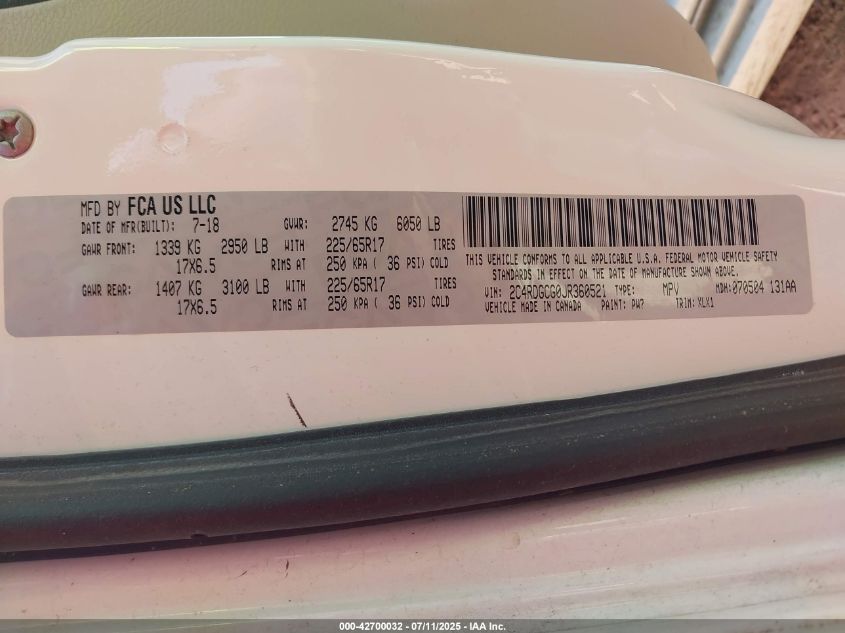 MFD BY FCA US LLC
DATE OF MFR(BUILT): 7-18 GVWR: 2745 KG 6050 LB
GAWR FRONT: 1339 KG 2950 LB WITH 225/65R17 TIRES
17X6.5 RIMS AT 250 KPA ( 36 PSI) COLD
GAWR REAR: 1407 KG 3100 LB WITH 225/65R17 TIRES
17X6.5 RIMS AT 250 KPA ( 36 PSI) COLD
THIS VEHICLE CONFORMS TO ALL APPLICABLE U.S.A. FEDERAL MOTOR VEHICLE SAFETY
STANDARDS IN EFFECT ON THE DATE OF MANUFACTURE SHOWN ABOVE.
VIN: 2C4RDGCG0JR360521 TYPE: MPV MDH:070504 131AA
VEHICLE MADE IN CANADA PAINT: PW7 TRIM: XLX1
000-42700032 - 07/11/2025 - IAA Inc.